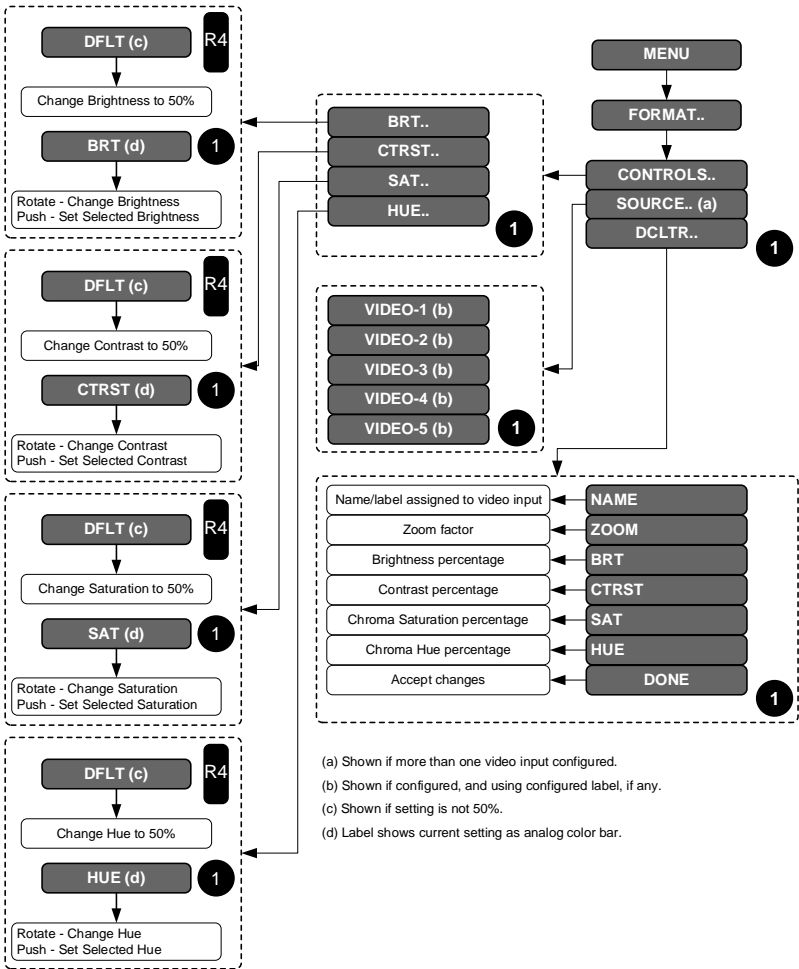 DFLT (c)
R4
Change Brightness to 50%
BRT (d)
1
Rotate - Change Brightness
Push - Set Selected Brightness
DFLT (c)
R4
Change Contrast to 50%
CTRST (d)
1
Rotate - Change Contrast
Push - Set Selected Contrast
DFLT (c)
R4
Change Saturation to 50%
SAT (d)
1
Rotate - Change Saturation
Push - Set Selected Saturation
DFLT (c)
R4
Change Hue to 50%
HUE (d)
1
Rotate - Change Hue
Push - Set Selected Hue
BRT..
CTRST..
SAT..
HUE..
1
MENU
FORMAT..
CONTROLS..
SOURCE.. (a)
DCLTR..
1
VIDEO-1 (b)
VIDEO-2 (b)
VIDEO-3 (b)
VIDEO-4 (b)
VIDEO-5 (b)
1
Name/label assigned to video input NAME
Zoom factor ZOOM
Brightness percentage BRT
Contrast percentage CTRST
Chroma Saturation percentage SAT
Chroma Hue percentage HUE
Accept changes DONE
1
(a) Shown if more than one video input configured.
(b) Shown if configured, and using configured label, if any.
(c) Shown if setting is not 50%.
(d) Label shows current setting as analog color bar.